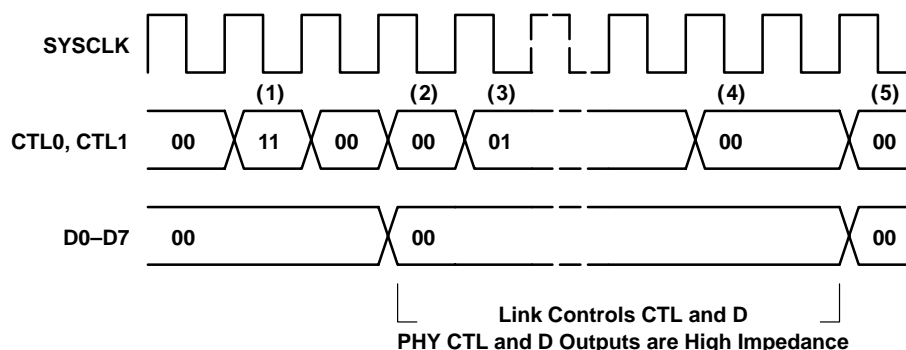 SYSCLK
(1) (2) (3) (4) (5)
CTL0, CTL1 00 11 00 00 01 00 00
D0–D7 00 00 00
Link Controls CTL and D
PHY CTL and D Outputs are High Impedance